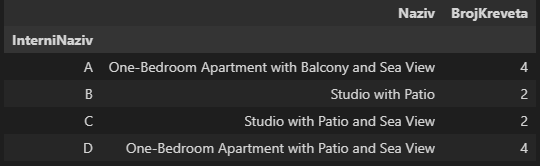 Naziv BrojKreveta
InterniNaziv
A One-Bedroom Apartment with Balcony and Sea View 4
B Studio with Patio 2
C Studio with Patio and Sea View 2
D One-Bedroom Apartment with Patio and Sea View 4